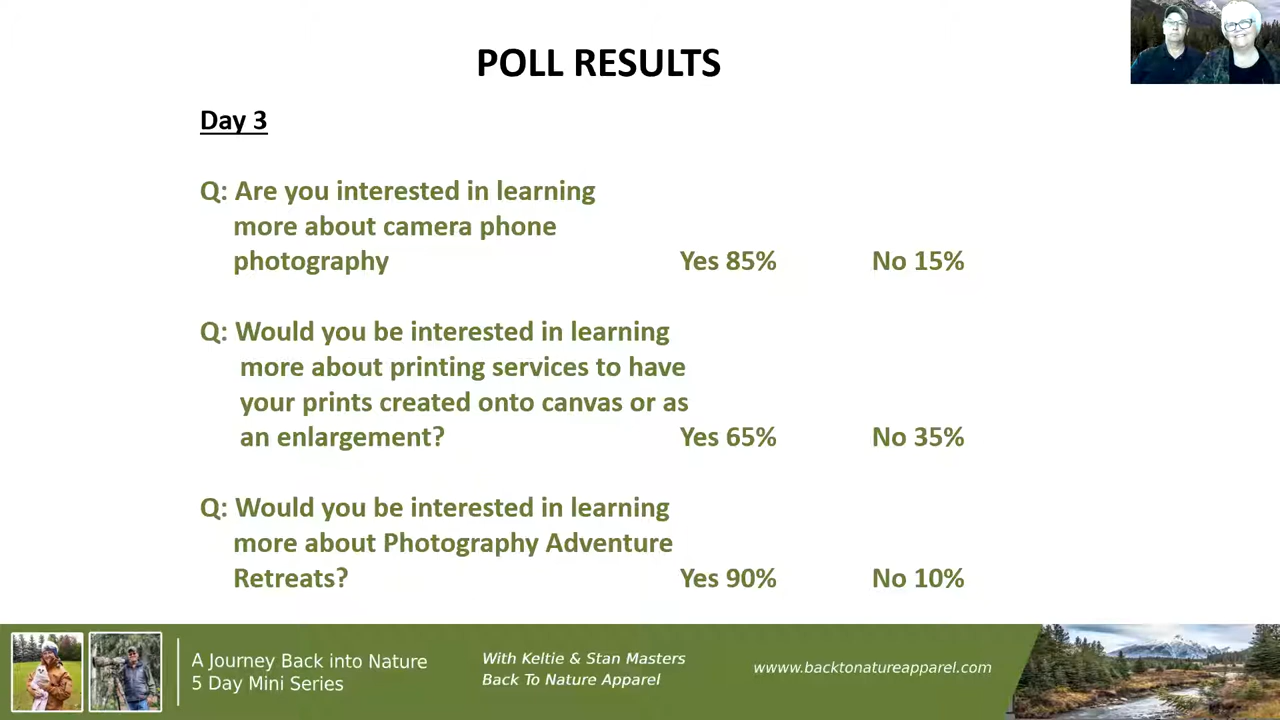 POLL RESULTS
Day 3
Q: Are you interested in learning
more about camera phone
photography Yes 85% No 15%
Q: Would you be interested in learning
more about printing services to have
your prints created onto canvas or as
an enlargement? Yes 65% No 35%
Q: Would you be interested in learning
more about Photography Adventure
Retreats? Yes 90% No 10%
A Journey Back into Nature
5 Day Mini Series
With Keltie & Stan Masters
Back To Nature Apparel
www.backtonatureapparel.com